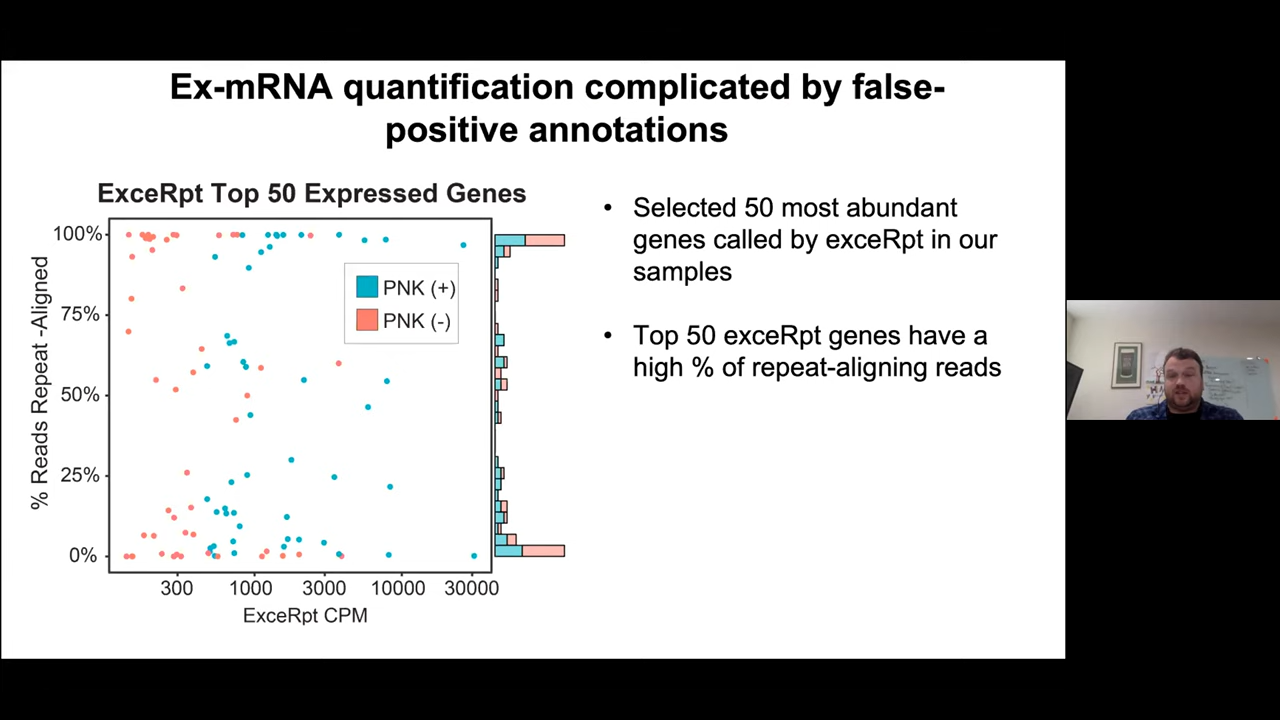 Ex-mRNA quantification complicated by false-
positive annotations
ExceRpt Top 50 Expressed Genes
% Reads Repeat -Aligned
100%
75%
50%
25%
0%
300
1000
3000
10000
30000
ExceRpt CPM
PNK (+)
PNK (-)
• Selected 50 most abundant
genes called by exceRpt in our
samples
• Top 50 exceRpt genes have a
high % of repeat-aligning reads